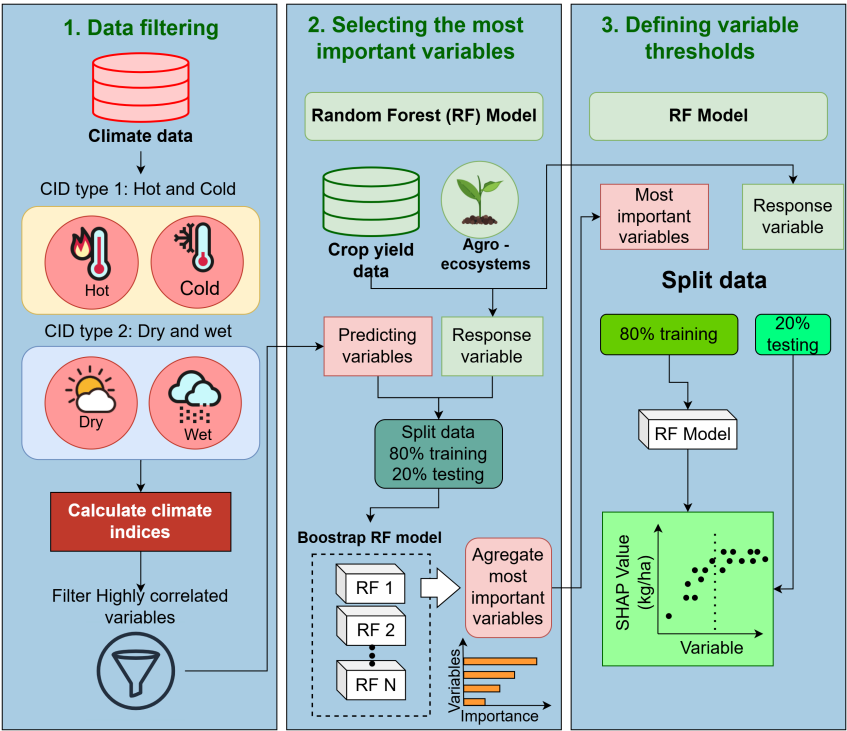 1. Data filtering
Climate data
CID type 1: Hot and Cold
Hot
Cold
CID type 2: Dry and wet
Dry
Wet
Calculate climate
indices
Filter Highly correlated
variables
2. Selecting the most
important variables
Random Forest (RF) Model
Crop yield
data
Agro -
ecosystems
Predicting
variables
Response
variable
Split data
80% training
20% testing
Boostrap RF model
RF 1
RF 2
RF N
Agregate
most
important
variables
Variables
Importance
3. Defining variable
thresholds
RF Model
Most
important
variables
Response
variable
Split data
80% training
20%
testing
RF Model
SHAP Value
(kg/ha)
Variable